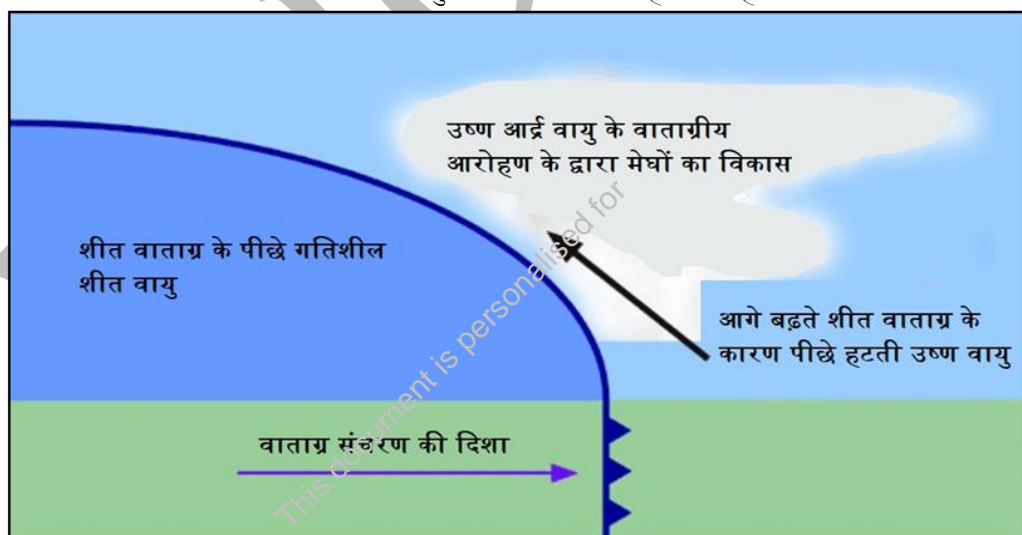 उष्ण आर्द्र वायु के वाताग्रीय
आरोहण के द्वारा मेघों का विकास
शीत वाताग्र के पीछे गतिशील
शीत वायु
आगे बढ़ते शीत वाताग्र के
कारण पीछे हटती उष्ण वायु
वाताग्र संचरण की दिशा
This document is personalised for